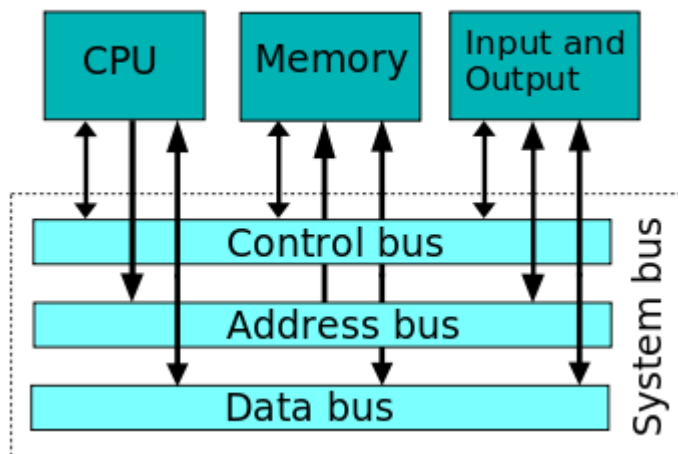 CPU
Memory
Input and
Output
Control bus
Address bus
Data bus
System bus